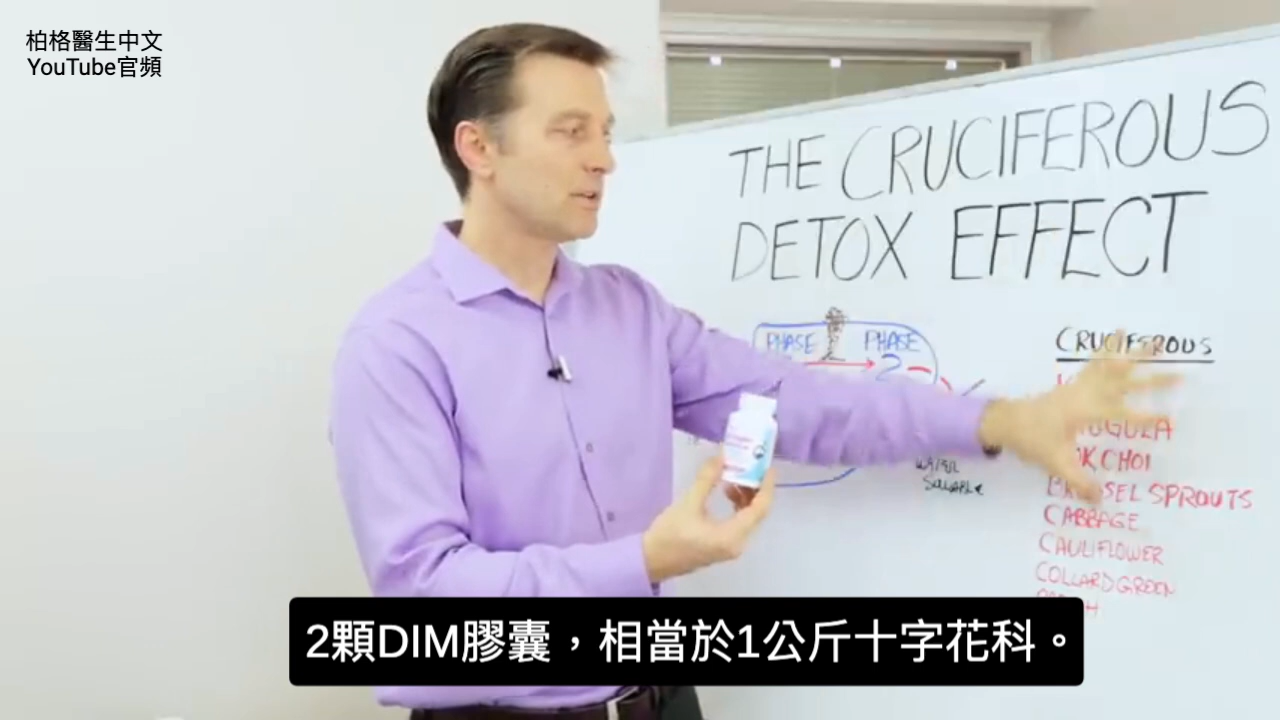 柏格醫生中文
YouTube官頻
THE CRUCIFEROUS
DETOX EFFECT
PHASE
PHASE
2
CRUCIFEROUS
CHOI
SPROUTS
CABBAGE
CAULIFLOWER
COLLARD GREEN
WATER
2顆DIM膠囊，相當於1公斤十字花科。